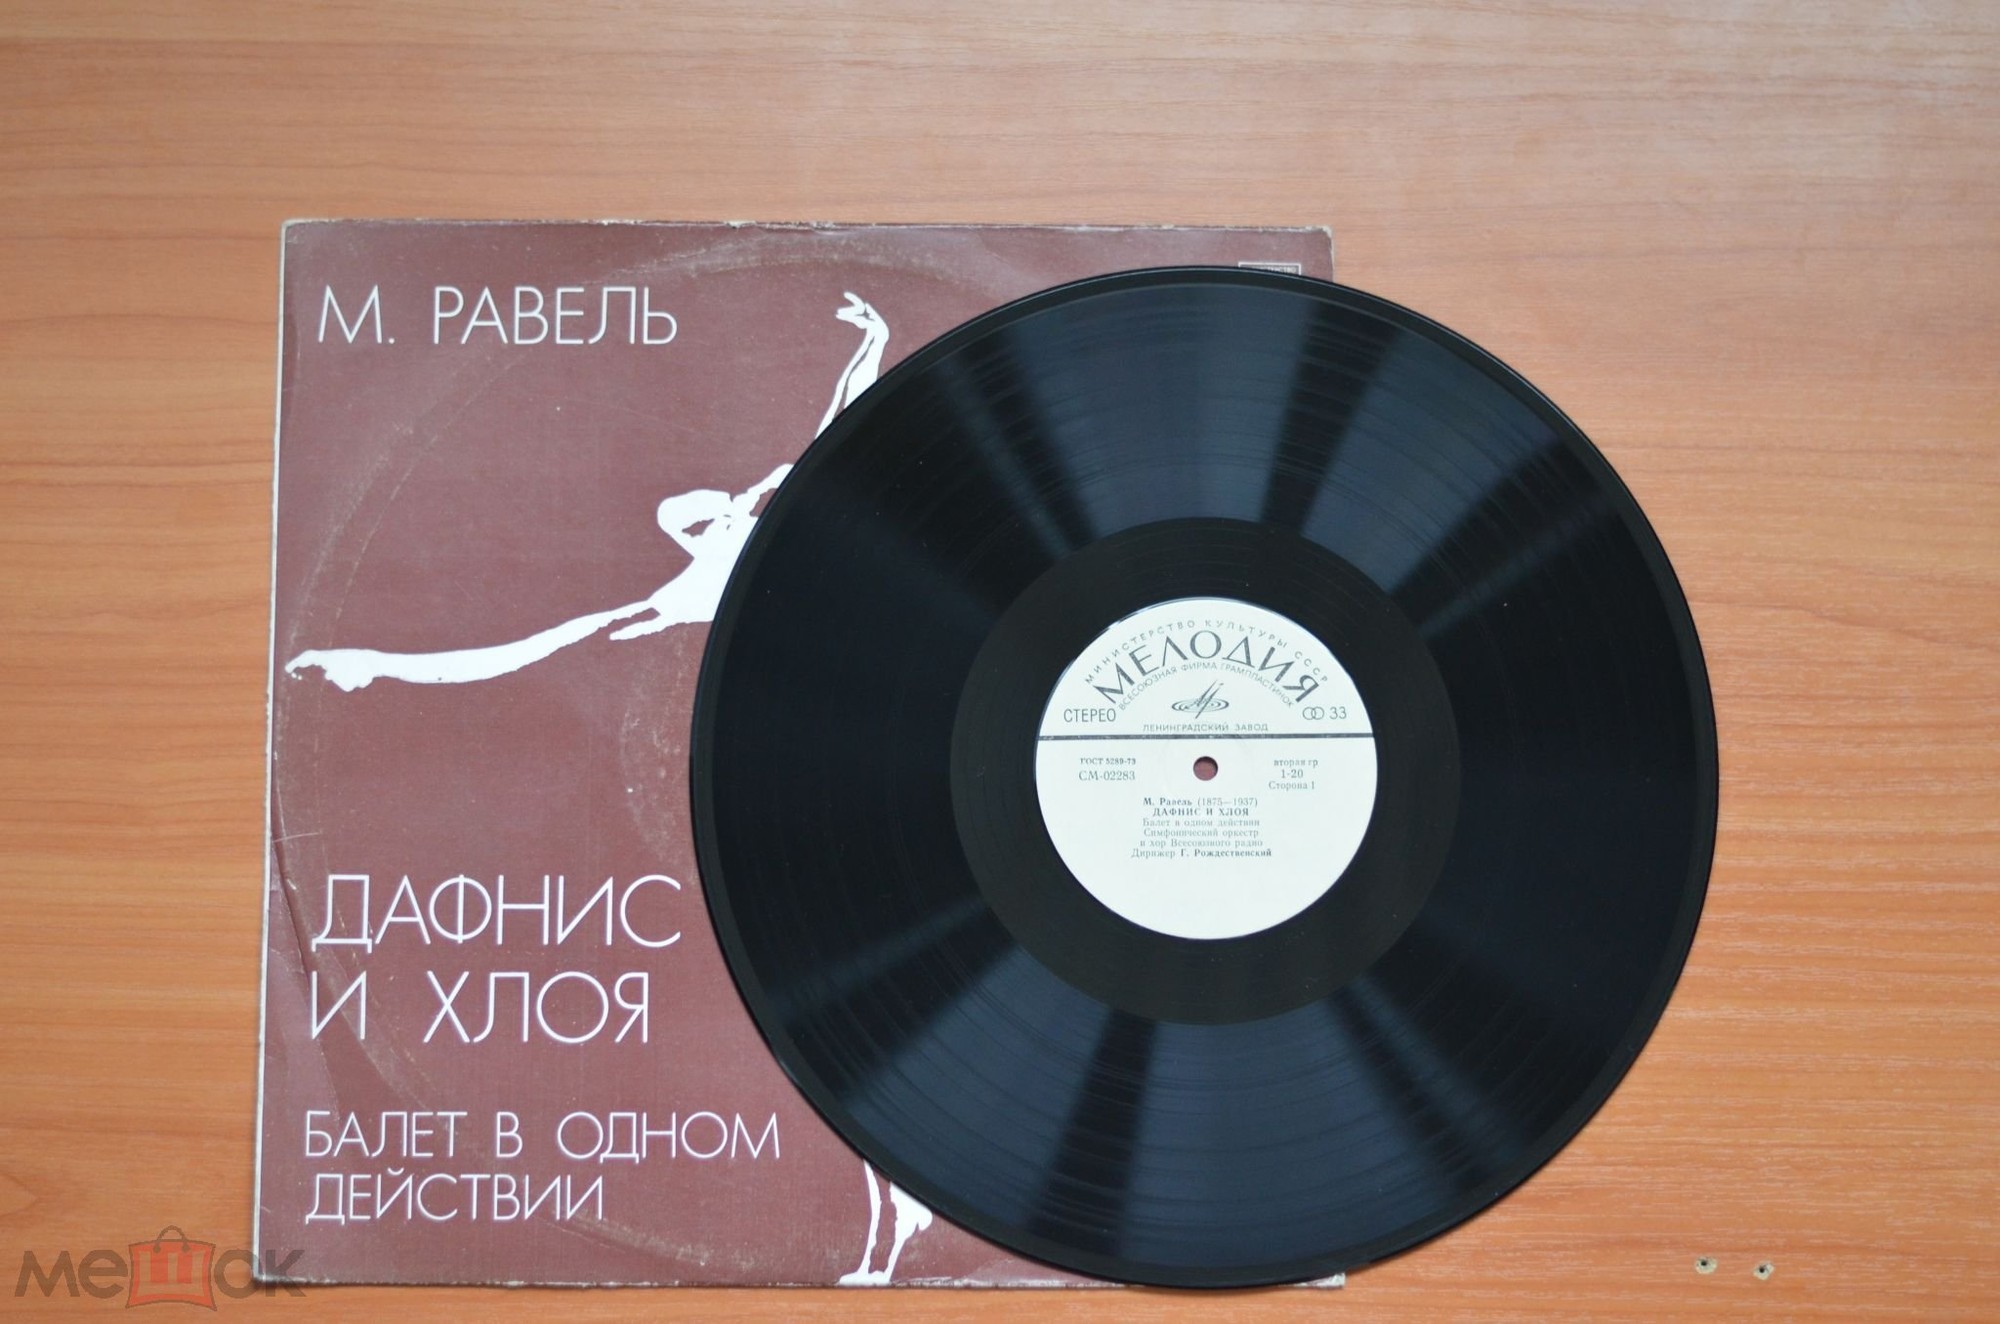 М. РАВЕЛЬ
ДАФНИС
И ХЛОЯ
БАЛЕТ В ОДНОМ
ДЕЙСТВИИ
МИНИСТЕРСТВО КУЛЬТУРЫ СССР
МЕЛОДИЯ
ВСЕСОЮЗНАЯ ФИРМА ГРАМПЛАСТИНОК
СТЕРЕО
33
ЛЕНИНГРАДСКИЙ ЗАВОД
ГОСТ 5289-73
СМ-02283
вторая гр
1-20
Сторона 1
М. Равель (1875—1937)
ДАФНИС И ХЛОЯ
Балет в одном действии
Симфонический оркестр
и хор Всесоюзного радио
Дирижер Г. Рождественский
мешок